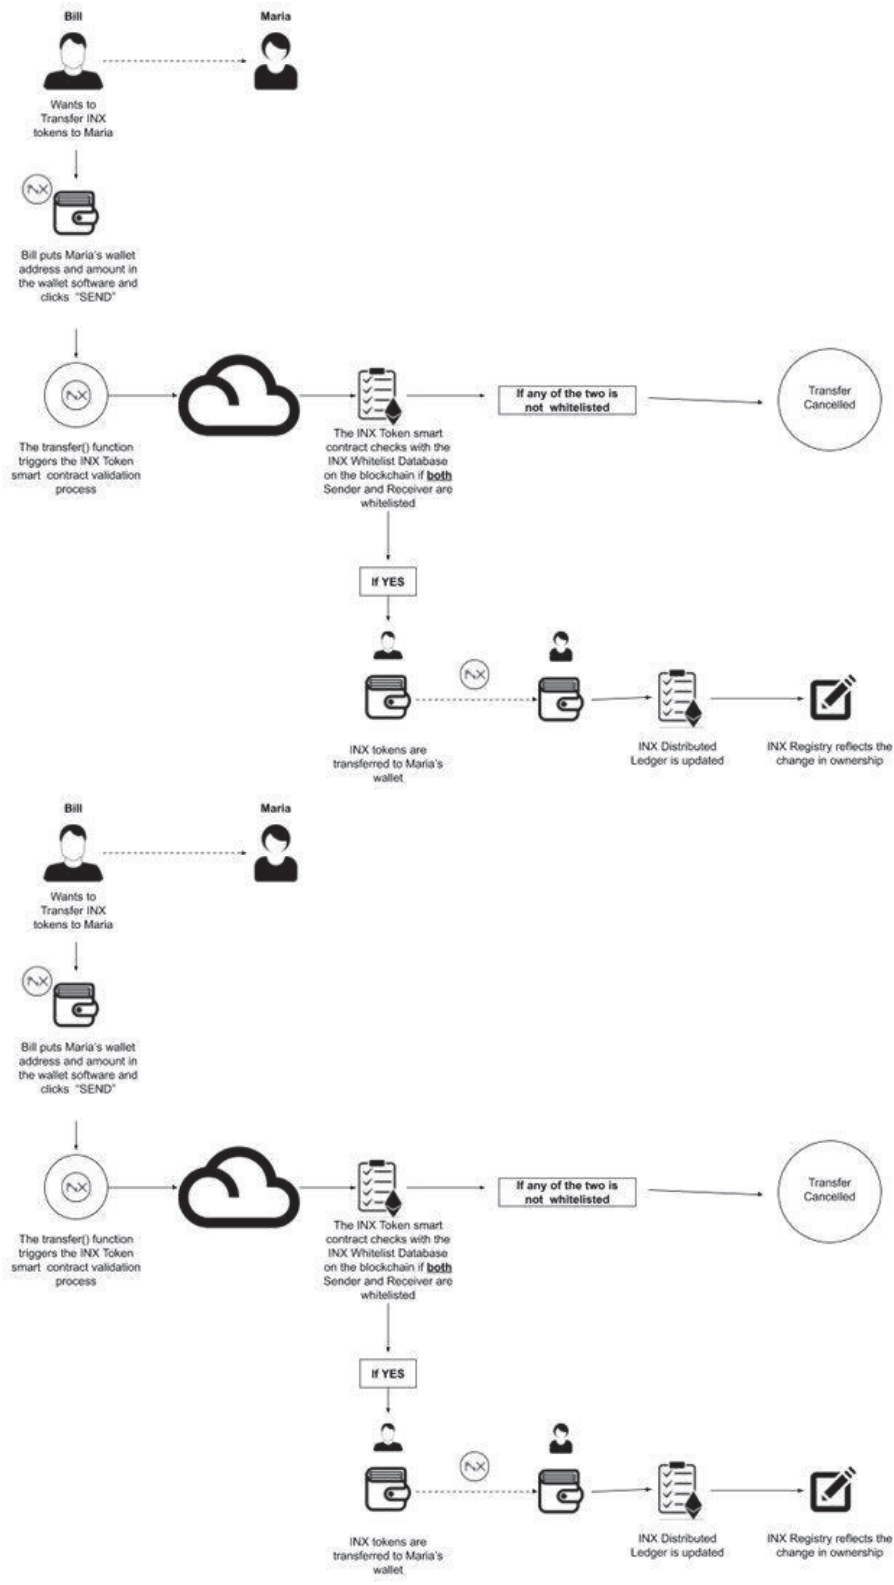 Bill
Maria
Wants to
Transfer INX
tokens to Maria
Bill puts Maria's wallet
address and amount in
the wallet software and
clicks "SEND"
The transfer() function
triggers the INX Token
smart contract validation
process
The INX Token smart
contract checks with the
INX Whitelist Database
on the blockchain if both
Sender and Receiver are
whitelisted
If any of the two is
not whitelisted
Transfer
Cancelled
If YES
INX tokens are
transferred to Maria's
wallet
INX Distributed
Ledger is updated
INX Registry reflects the
change in ownership
Bill
Maria
Wants to
Transfer INX
tokens to Maria
Bill puts Maria's wallet
address and amount in
the wallet software and
clicks "SEND"
The transfer() function
triggers the INX Token
smart contract validation
process
The INX Token smart
contract checks with the
INX Whitelist Database
on the blockchain if both
Sender and Receiver are
whitelisted
If any of the two is
not whitelisted
Transfer
Cancelled
If YES
INX tokens are
transferred to Maria's
wallet
INX Distributed
Ledger is updated
INX Registry reflects the
change in ownership